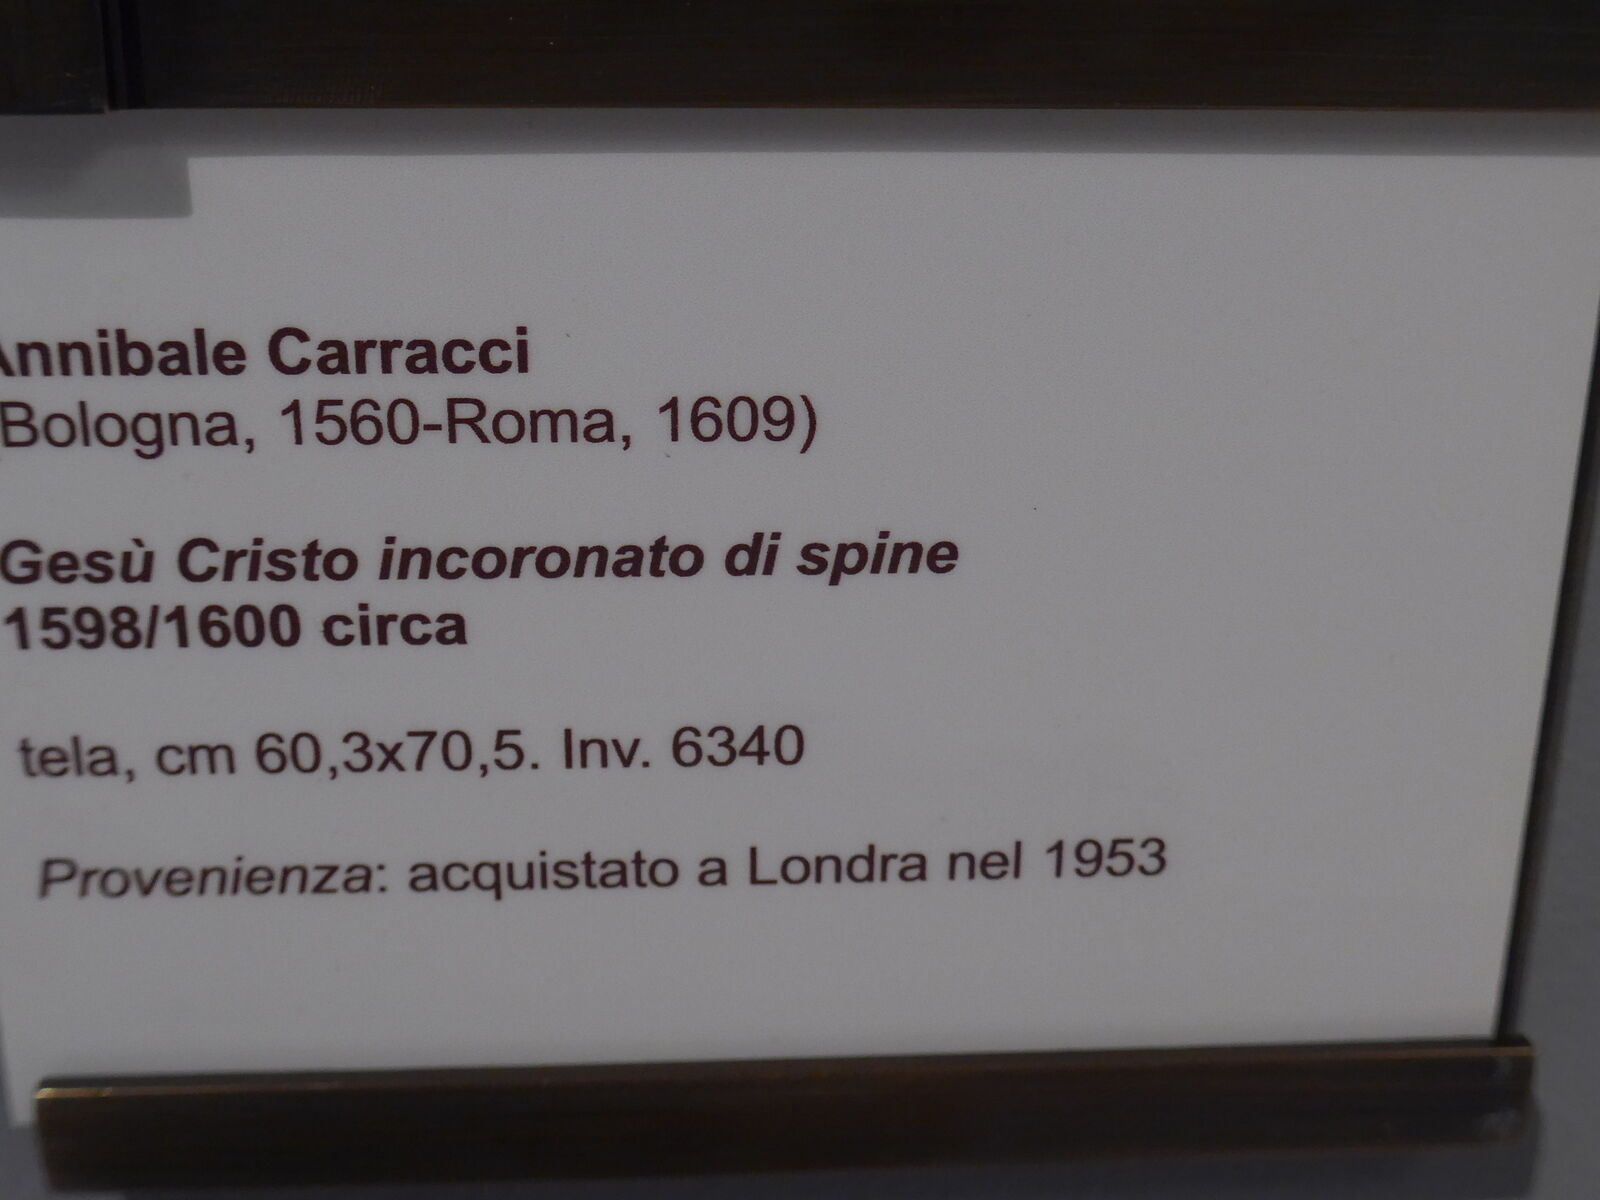 Annibale Carracci
(Bologna, 1560-Roma, 1609)
Gesù Cristo incoronato di spine
1598/1600 circa
tela, cm 60,3x70,5. Inv. 6340
Provenienza: acquistato a Londra nel 1953